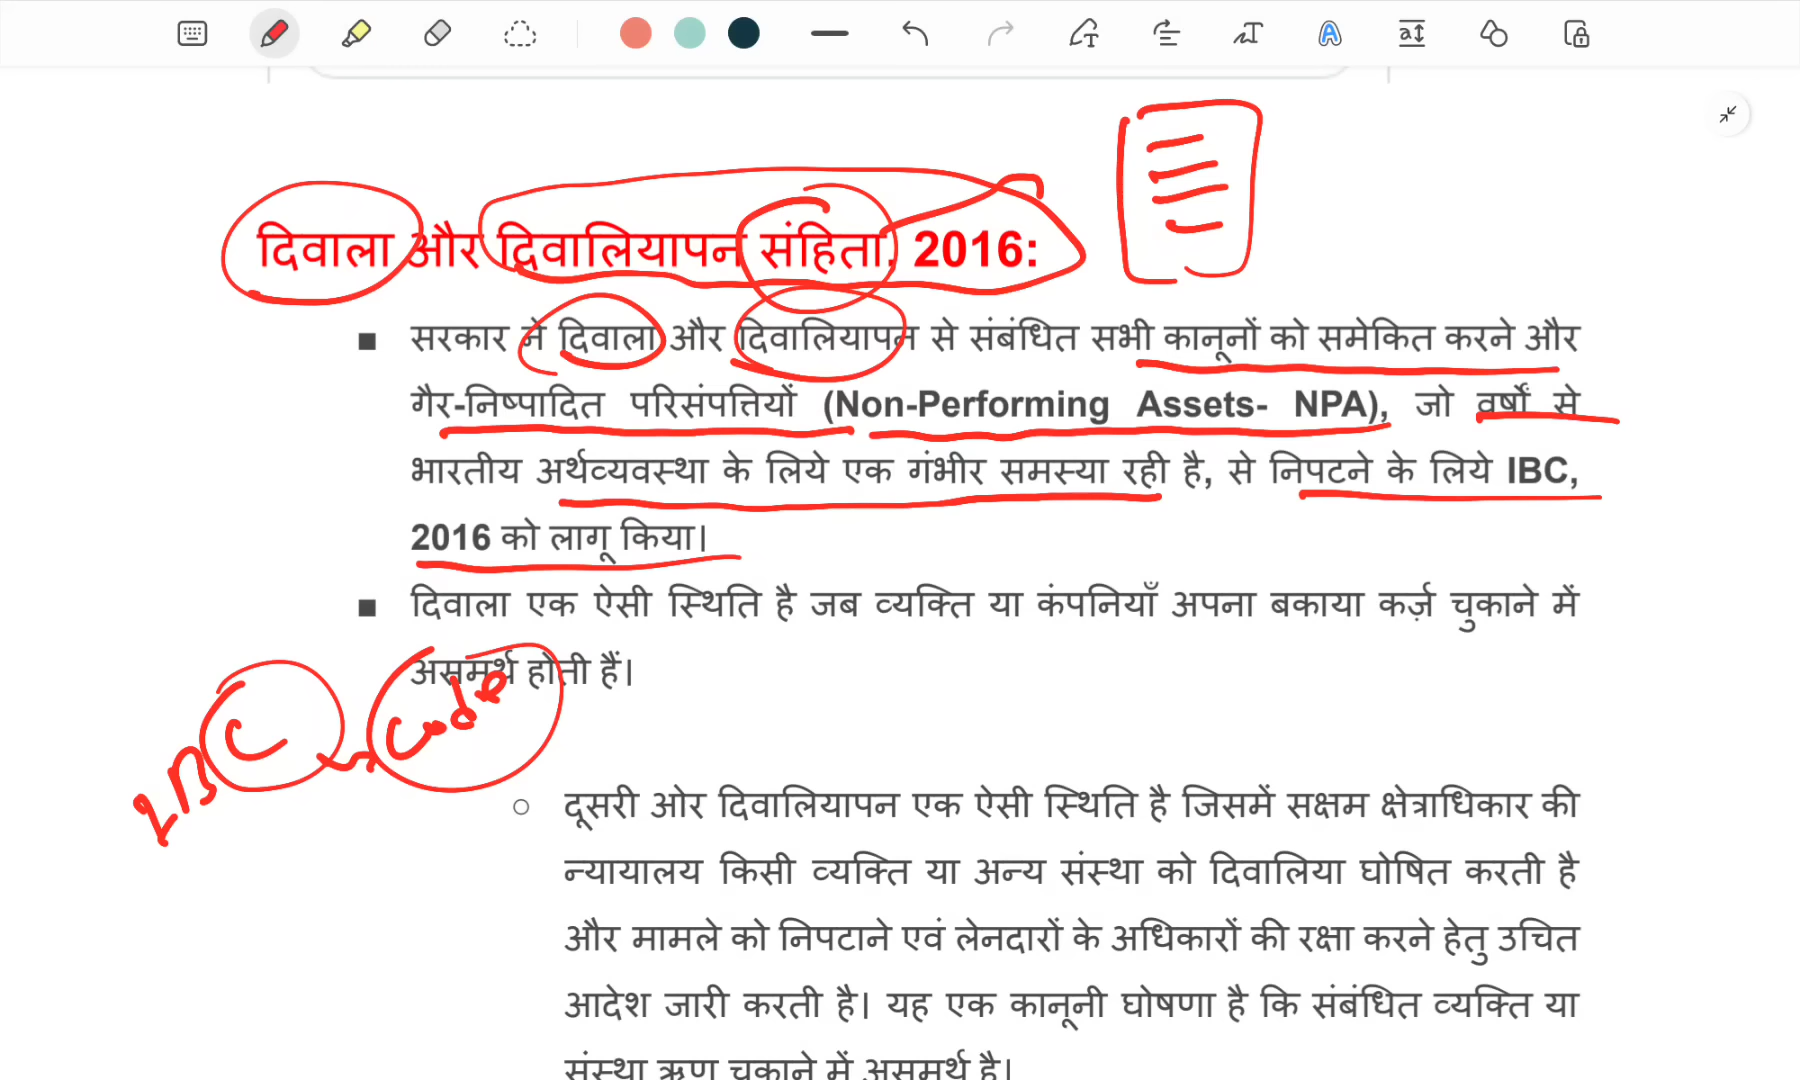 दिवाला और दिवालियापन संहिता, 2016:
सरकार ने दिवाला और दिवालियापन से संबंधित सभी कानूनों को समेकित करने और
गैर-निष्पादित परिसंपत्तियों (Non-Performing Assets- NPA), जो वर्षों से
भारतीय अर्थव्यवस्था के लिये एक गंभीर समस्या रही है, से निपटने के लिये IBC,
2016 को लागू किया।
दिवाला एक ऐसी स्थिति है जब व्यक्ति या कंपनियाँ अपना बकाया कर्ज़ चुकाने में
असमर्थ होती हैं।
IBC Code
दूसरी ओर दिवालियापन एक ऐसी स्थिति है जिसमें सक्षम क्षेत्राधिकार की
न्यायालय किसी व्यक्ति या अन्य संस्था को दिवालिया घोषित करती है
और मामले को निपटाने एवं लेनदारों के अधिकारों की रक्षा करने हेतु उचित
आदेश जारी करती है। यह एक कानूनी घोषणा है कि संबंधित व्यक्ति या
संस्था ऋण चुकाने में असमर्थ है।